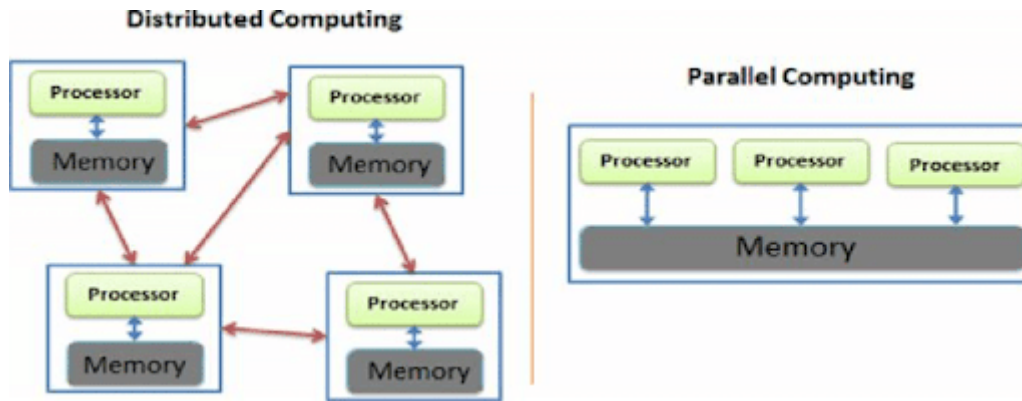 Distributed Computing
Processor
Memory
Processor
Memory
Processor
Memory
Processor
Memory
Parallel Computing
Processor
Processor
Processor
Memory